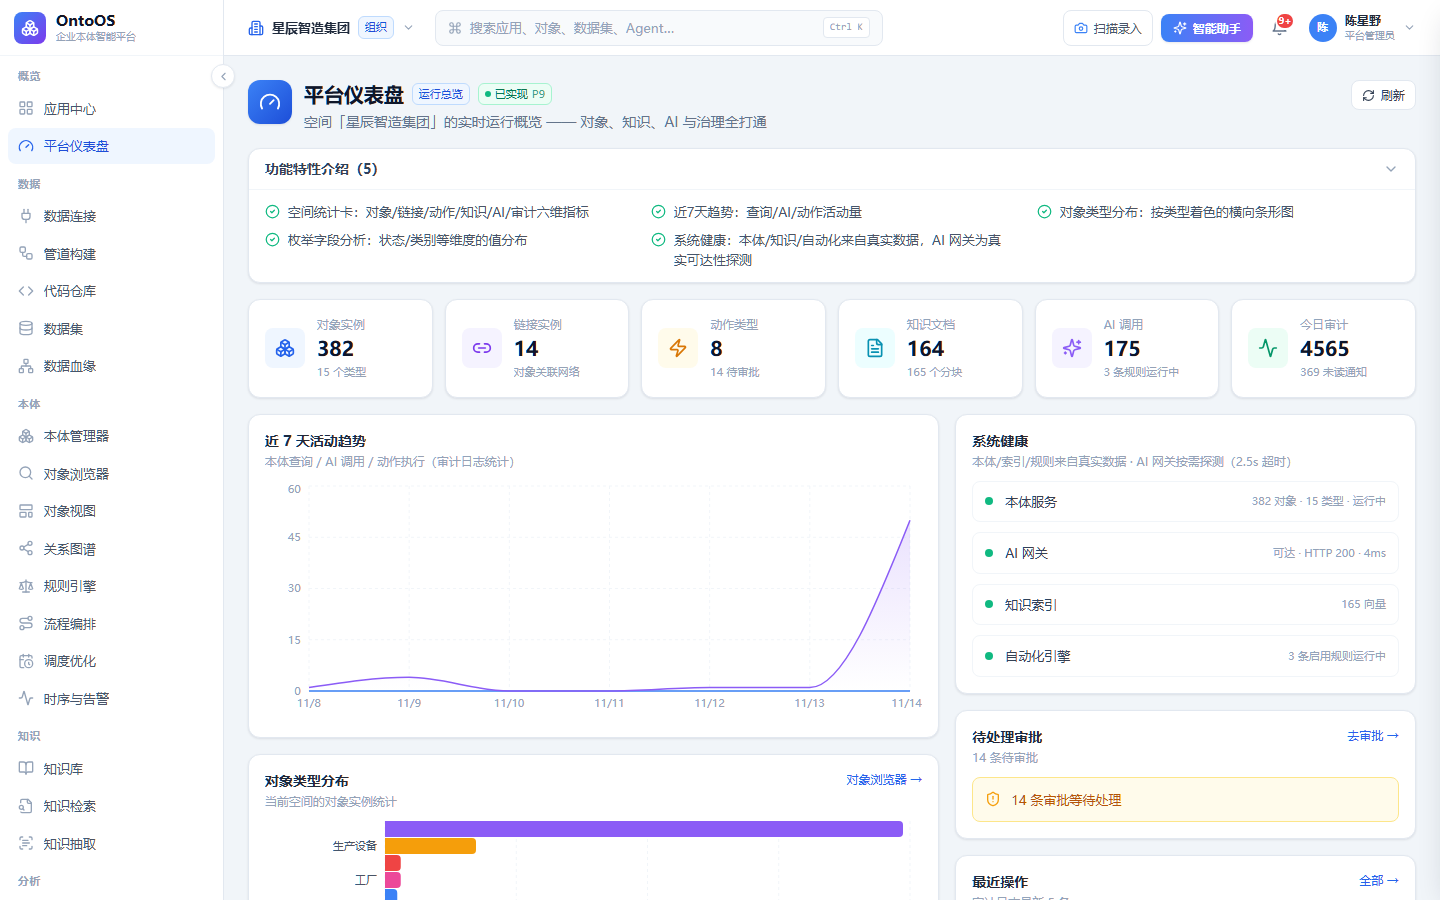 OntoOS
企业本体智能平台
星辰智造集团
组织
搜索应用、对象、数据集、Agent...
Ctrl K
扫描录入
智能助手
9+
陈
陈星野
平台管理员
概览
应用中心
平台仪表盘
数据
数据连接
管道构建
代码仓库
数据集
数据血缘
本体
本体管理器
对象浏览器
对象视图
关系图谱
规则引擎
流程编排
调度优化
时序与告警
知识
知识库
知识检索
知识抽取
分析
平台仪表盘
运行总览
已实现 P9
空间「星辰智造集团」的实时运行概览 —— 对象、知识、AI 与治理全打通
刷新
功能特性介绍（5）
空间统计卡：对象/链接/动作/知识/AI/审计六维指标
近7天趋势：查询/AI/动作活动量
对象类型分布：按类型着色的横向条形图
枚举字段分析：状态/类别等维度的值分布
系统健康：本体/知识/自动化来自真实数据，AI 网关为真
实可达性探测
对象实例
382
15 个类型
链接实例
14
对象关联网络
动作类型
8
14 待审批
知识文档
164
165 个分块
AI 调用
175
3 条规则运行中
今日审计
4565
369 未读通知
近 7 天活动趋势
本体查询 / AI 调用 / 动作执行（审计日志统计）
60
45
30
15
0
11/8
11/9
11/10
11/11
11/12
11/13
11/14
系统健康
本体/索引/规则来自真实数据 · AI 网关按需探测（2.5s 超时）
本体服务
382 对象 · 15 类型 · 运行中
AI 网关
可达 · HTTP 200 · 4ms
知识索引
165 向量
自动化引擎
3 条启用规则运行中
待处理审批
去审批 →
14 条待审批
14 条审批等待处理
对象类型分布
对象浏览器 →
当前空间的对象实例统计
生产设备
工厂
最近操作
全部 →